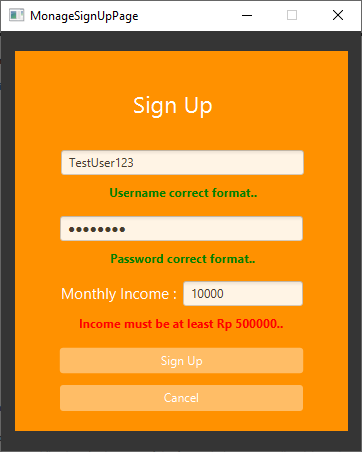 MonageSignUpPage
Sign Up
TestUser123
Username correct format..
●●●●●●●●
Password correct format..
Monthly Income : 10000
Income must be at least Rp 500000..
Sign Up
Cancel